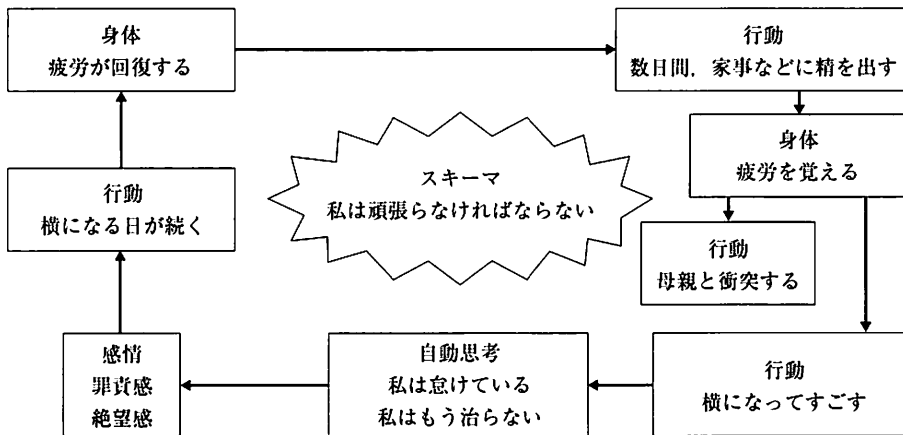 身体
疲労が回復する
行動
数日間，家事などに精を出す
身体
疲労を覚える
スキーマ
私は頑張らなければならない
行動
横になる日が続く
行動
母親と衝突する
感情
罪責感
絶望感
自動思考
私は怠けている
私はもう治らない
行動
横になってすごす